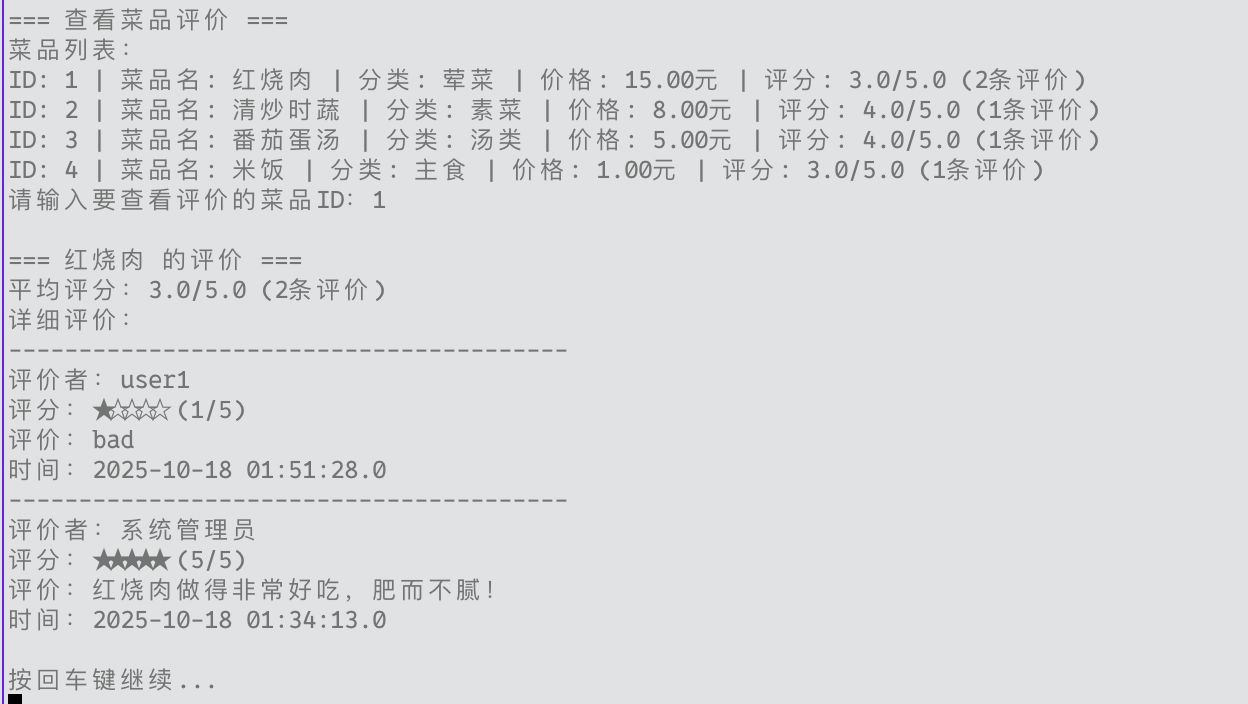 === 查看菜品评价 ===
菜品列表：
ID: 1 | 菜品名: 红烧肉 | 分类: 荤菜 | 价格: 15.00元 | 评分: 3.0/5.0 (2条评价)
ID: 2 | 菜品名: 清炒时蔬 | 分类: 素菜 | 价格: 8.00元 | 评分: 4.0/5.0 (1条评价)
ID: 3 | 菜品名: 番茄蛋汤 | 分类: 汤类 | 价格: 5.00元 | 评分: 4.0/5.0 (1条评价)
ID: 4 | 菜品名: 米饭 | 分类: 主食 | 价格: 1.00元 | 评分: 3.0/5.0 (1条评价)
请输入要查看评价的菜品ID: 1
=== 红烧肉 的评价 ===
平均评分: 3.0/5.0 (2条评价)
详细评价:
----------------------------------------
评价者: user1
评分: ★☆☆☆☆ (1/5)
评价: bad
时间: 2025-10-18 01:51:28.0
----------------------------------------
评价者: 系统管理员
评分: ★★★★★ (5/5)
评价: 红烧肉做得非常好吃，肥而不腻！
时间: 2025-10-18 01:34:13.0
按回车键继续...